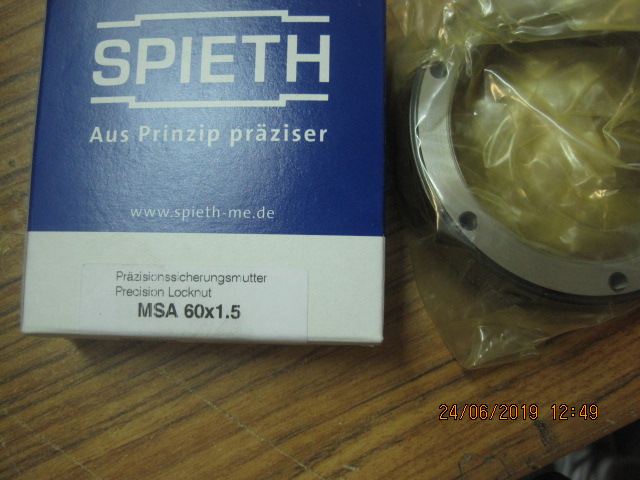 SPIETH
Aus Prinzip präziser
www.spieth-me.de
Präzisionssicherungsmutter
Precision Locknut
MSA 60x1.5
24/06/2019 12:49